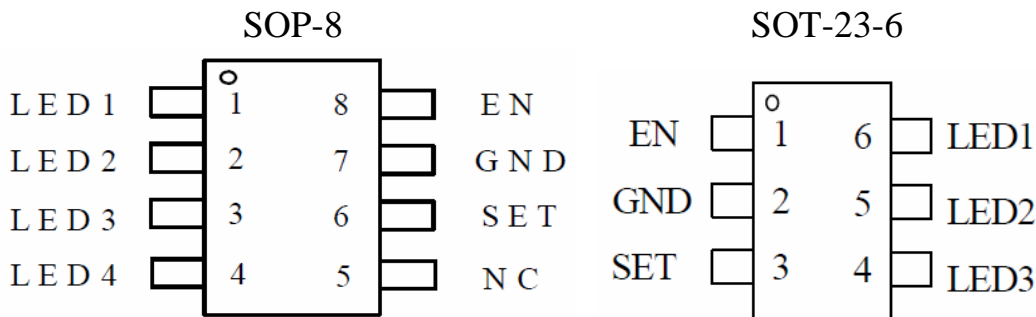 SOP-8 SOT-23-6
LED1 1 8 EN
LED2 2 7 GND
LED3 3 6 SET
LED4 4 5 NC
EN 1 6 LED1
GND 2 5 LED2
SET 3 4 LED3